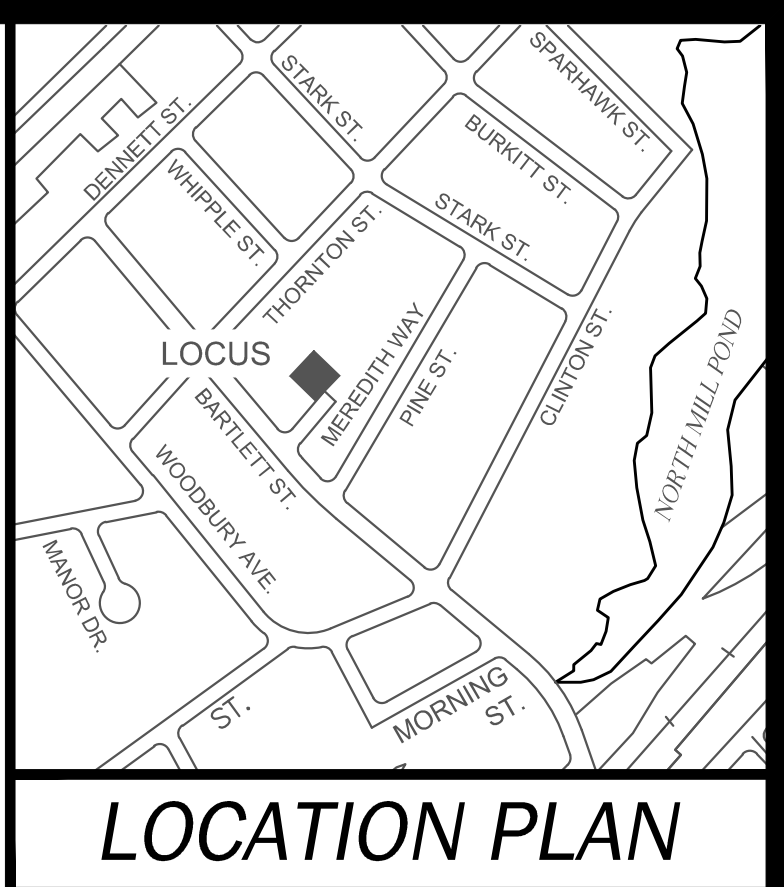 SPARHAWK ST.
STARK ST.
DENNETT ST.
BURKITT ST.
WHIPPLE ST.
STARK ST.
THORNTON ST.
LOCUS
MEREDITH WAY
PINE ST.
CLINTON ST.
NORTH MILL POND
BARTLETT ST.
WOODBURY AVE.
MANOR DR.
MORNING
ST.
ST.
LOCATION PLAN